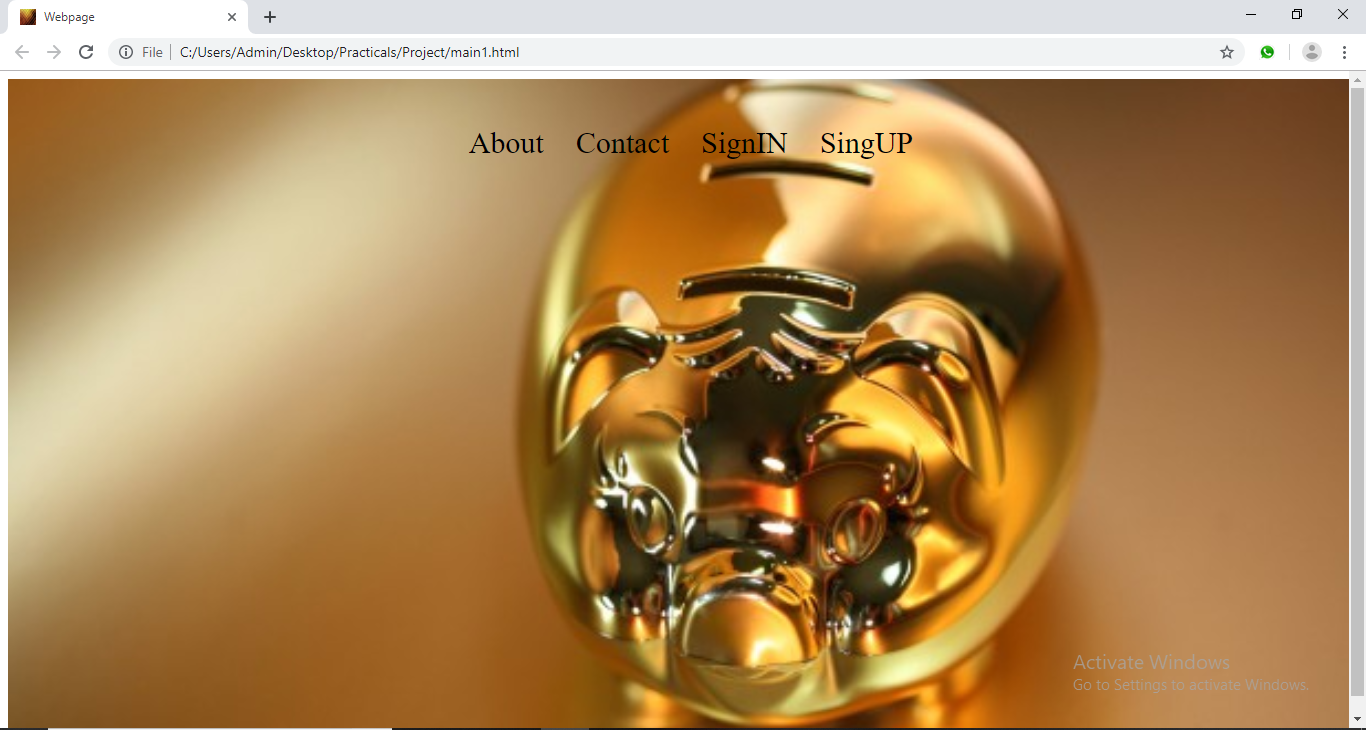 Webpage
File C:/Users/Admin/Desktop/Practicals/Project/main1.html
About Contact SignIN SingUP
Activate Windows
Go to Settings to activate Windows.